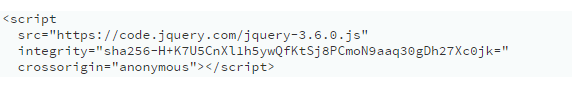 <script
src="https://code.jquery.com/jquery-3.6.0.js"
integrity="sha256-H+K7U5CnXl1h5ywQfKtSj8PCmoN9aaq30gDh27Xc0jk="
crossorigin="anonymous"></script>